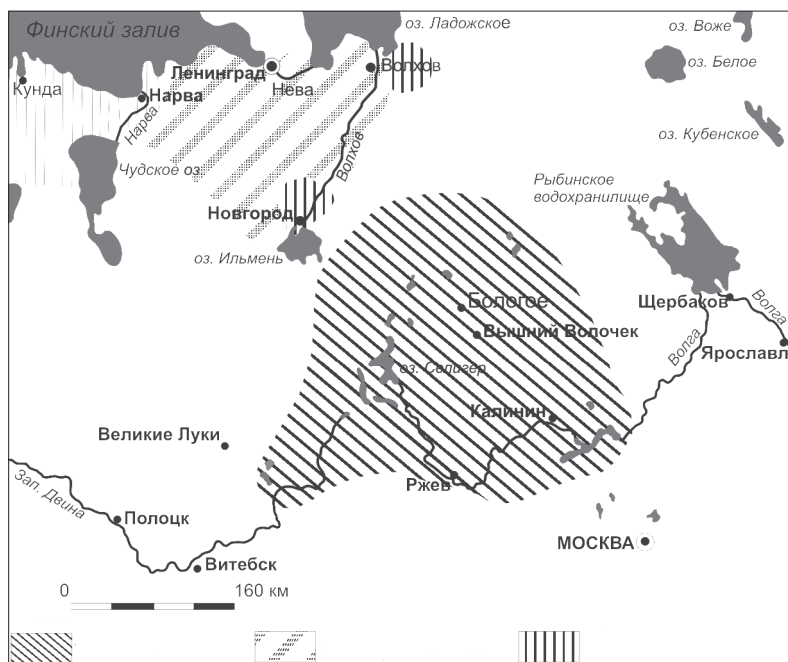 Финский залив
оз. Ладожское
оз. Воже
Ленинград
Волхов
оз. Белое
Кунда
Нева
Нарва
Нарва
оз. Кубенское
Чудское оз.
Волхов
Рыбинское
водохранилище
Новгород
оз. Ильмень
Бологое
Щербаков
Волга
Вышний Волочек
Волга
Ярославл
оз. Селигер
Калинин
Великие Луки
Ржев
Зап. Двина
Полоцк
МОСКВА
Витебск
0 160 км